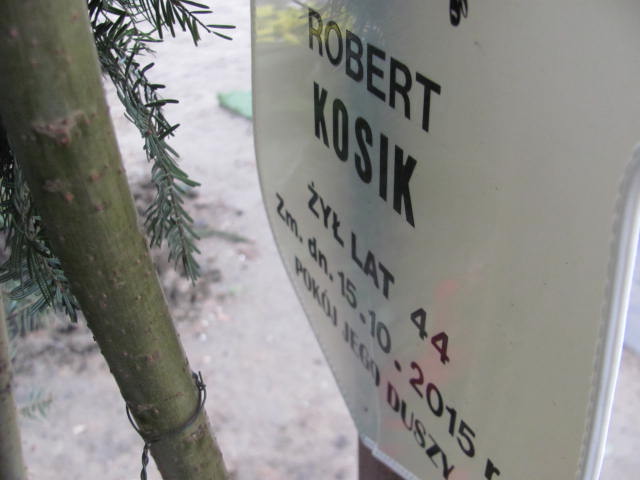 ROBERT
KOSIK
ŻYŁ LAT 44
Zm. dn. 15-10-2015 r
POKÓJ JEGO DUSZY